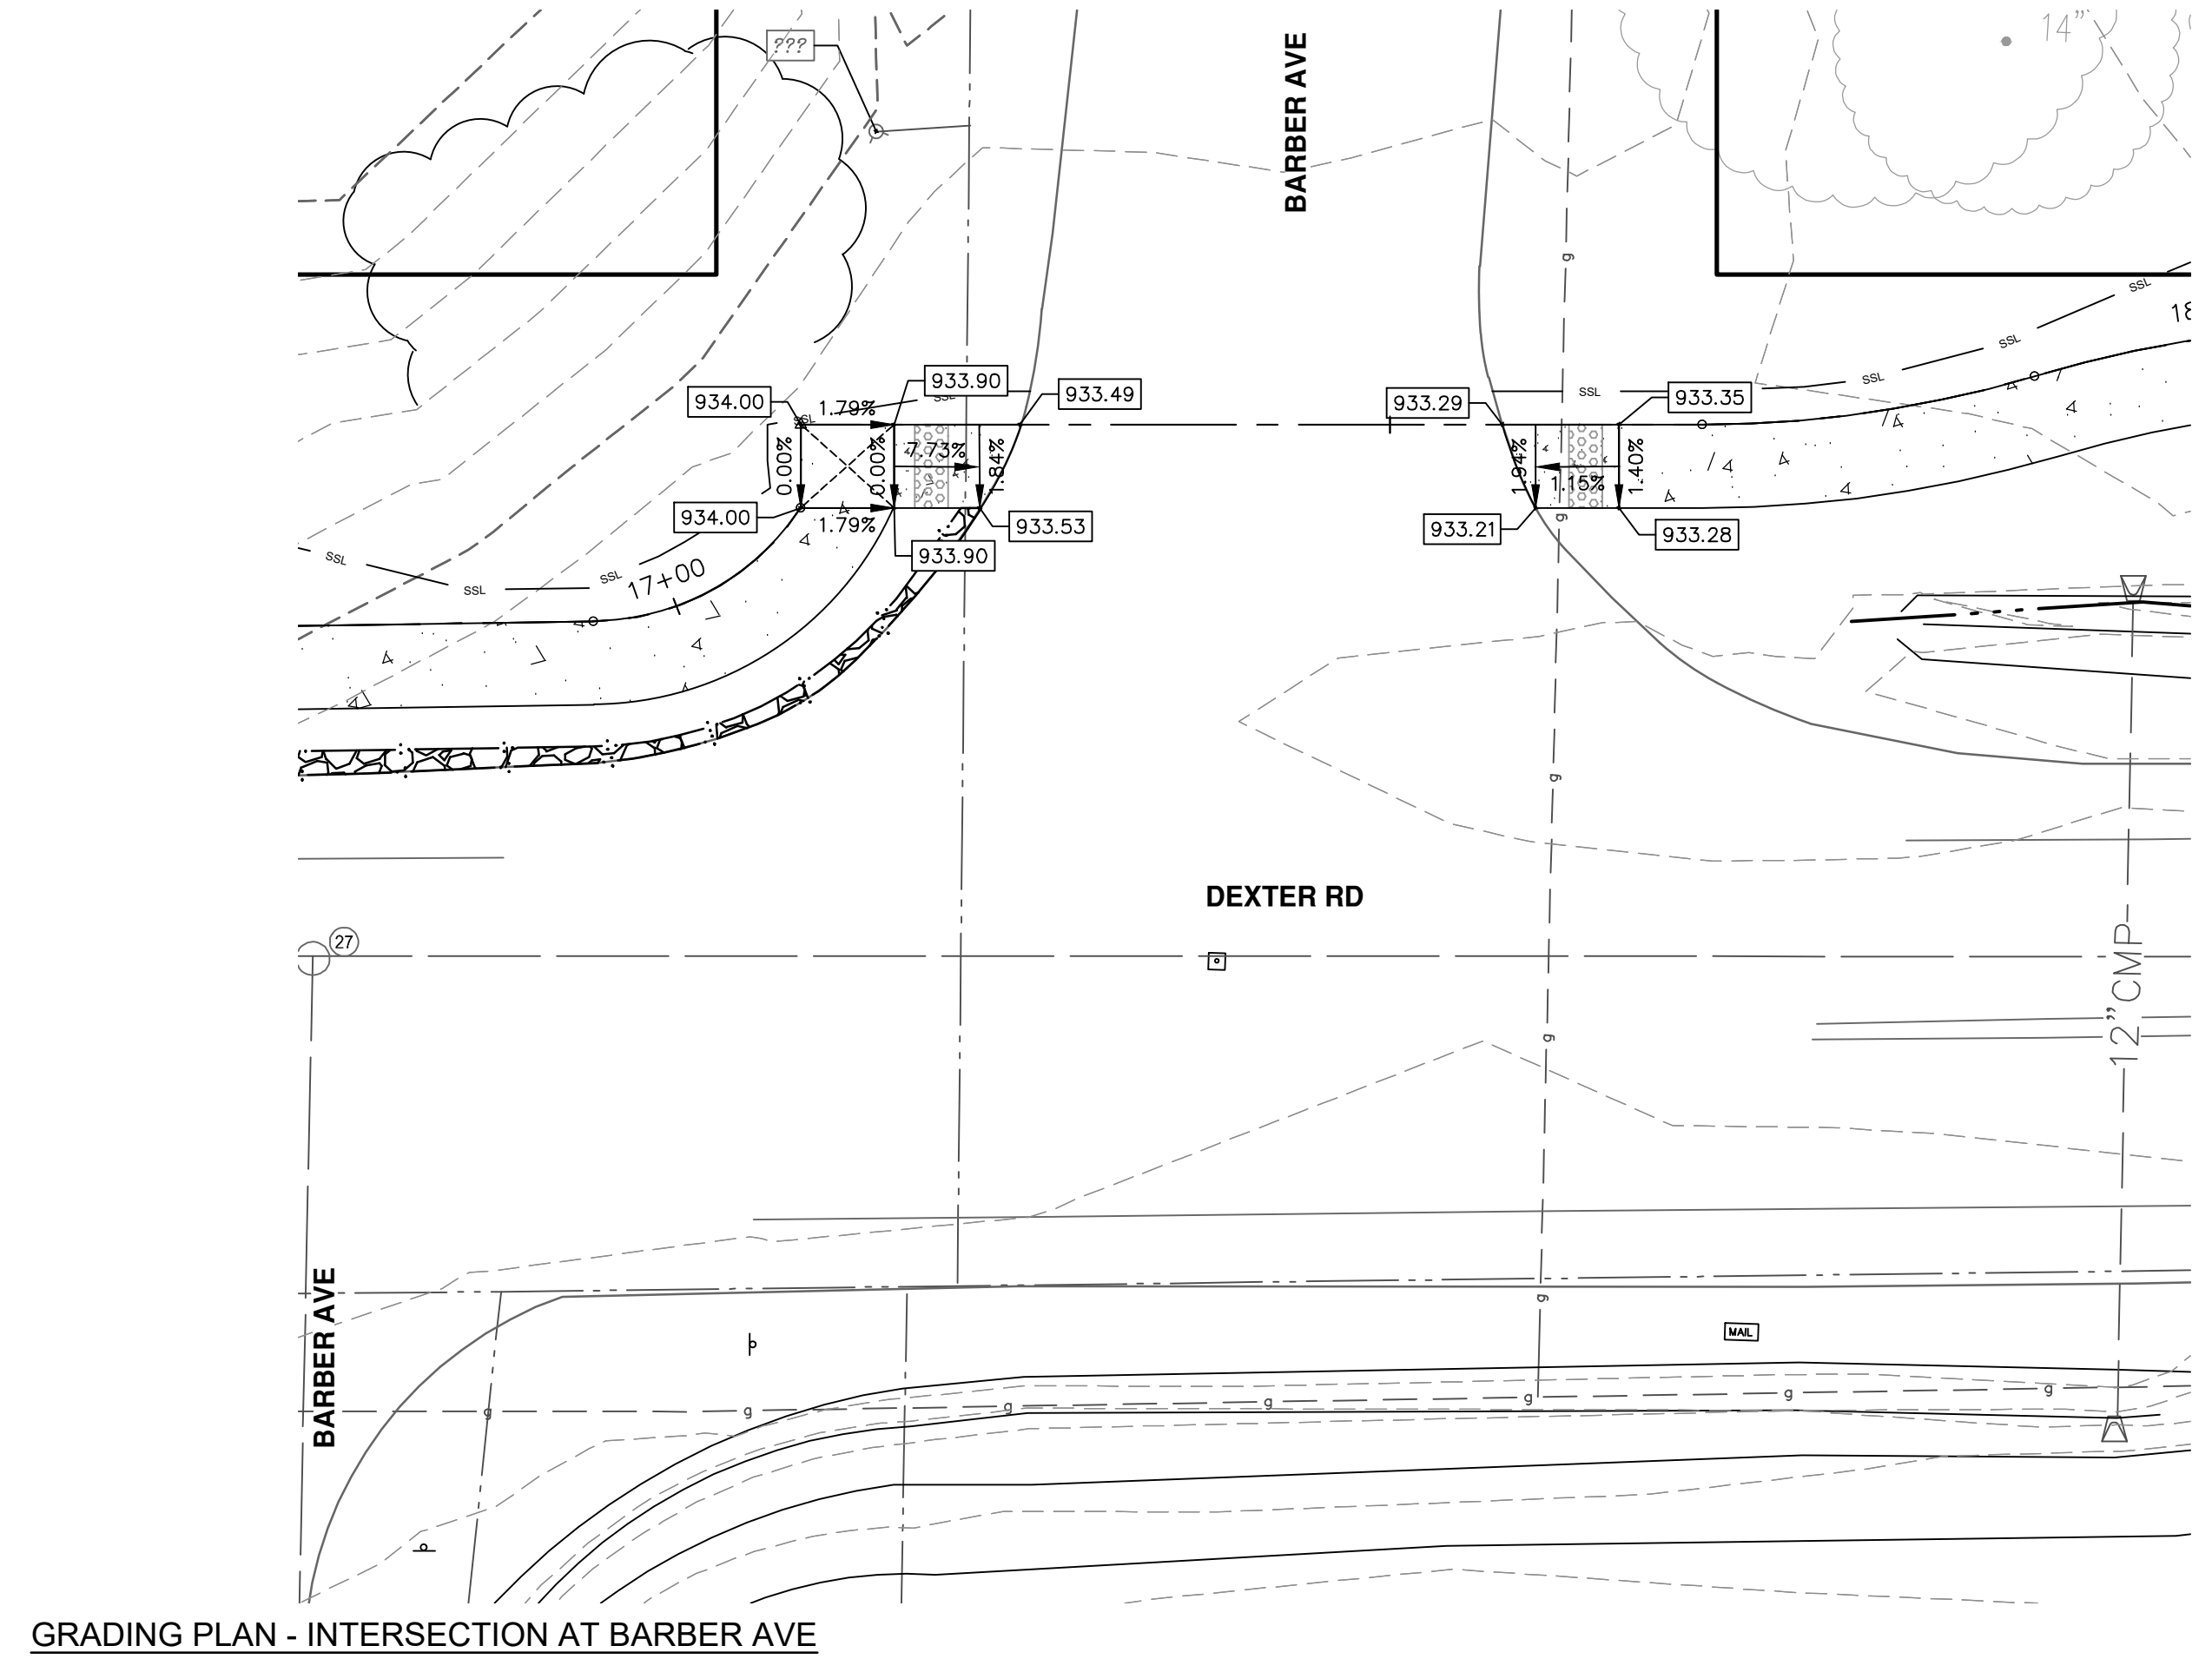 14"
???
BARBER AVE
g
SSL
18
SSL
933.90
933.49
SSL
SSL
934.00
1.79%
SSL
SSL
933.29
SSL
933.35
0.00%
0.00%
7.73%
1.84%
1.94%
1.15%
1.40%
934.00
1.79%
933.53
933.21
g
933.28
933.90
SSL
SSL
SSL
17+00
g
DEXTER RD
27
12"CMP
g
BARBER AVE
g
MAIL
g
g
g
g
g
g
g
GRADING PLAN - INTERSECTION AT BARBER AVE